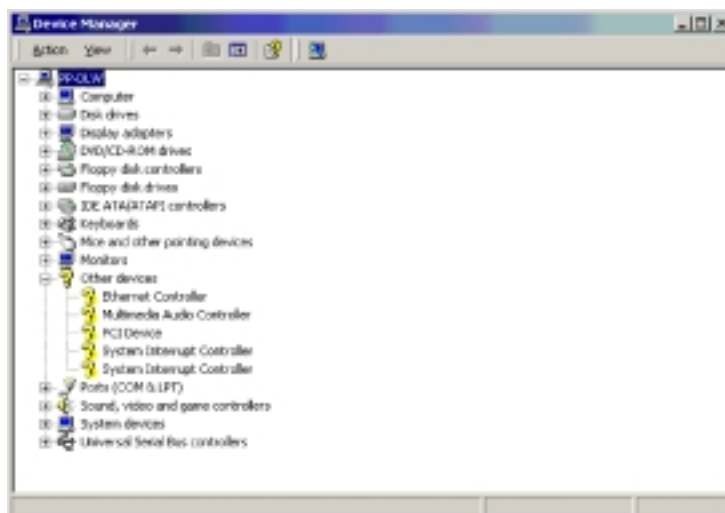 Device Manager
Action View
PP-DLW
Computer
Disk drives
Display adapters
DVD/CD-ROM drives
Floppy disk controllers
Floppy disk drives
IDE ATA/ATAPI controllers
Keyboards
Mice and other pointing devices
Monitors
Other devices
Ethernet Controller
Multimedia Audio Controller
PCI Device
System Interrupt Controller
System Interrupt Controller
Ports (COM & LPT)
Sound, video and game controllers
System devices
Universal Serial Bus controllers